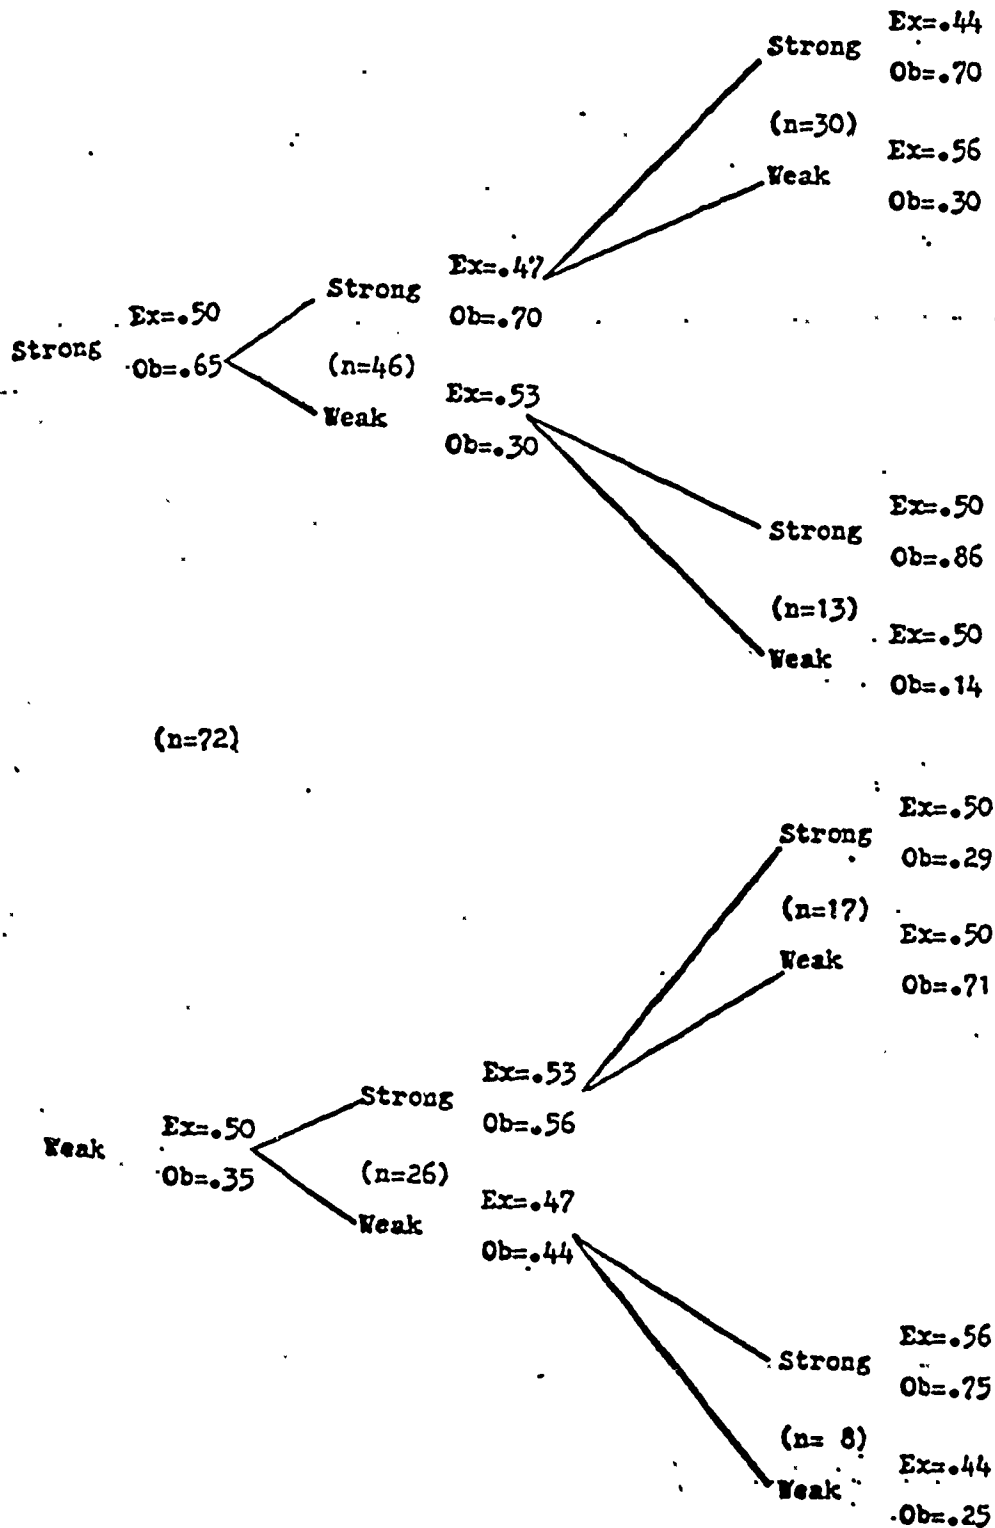 Ex=.44
Strong
Ob=.70
(n=30)
Ex=.56
Weak
Ob=.30
Ex=.47
Strong
Ex=.50
Ob=.70
Strong
Ob=.65
(n=46)
Ex=.53
Weak
Ob=.30
Ex=.50
Strong
Ob=.86
(n=13)
Ex=.50
Weak
Ob=.14
(n=72)
Ex=.50
Strong
Ob=.29
(n=17)
Ex=.50
Weak
Ob=.71
Ex=.53
Strong
Ex=.50
Ob=.56
Weak
Ob=.35
(n=26)
Ex=.47
Weak
Ob=.44
Ex=.56
Strong
Ob=.75
(n= 8)
Ex=.44
Weak
Ob=.25